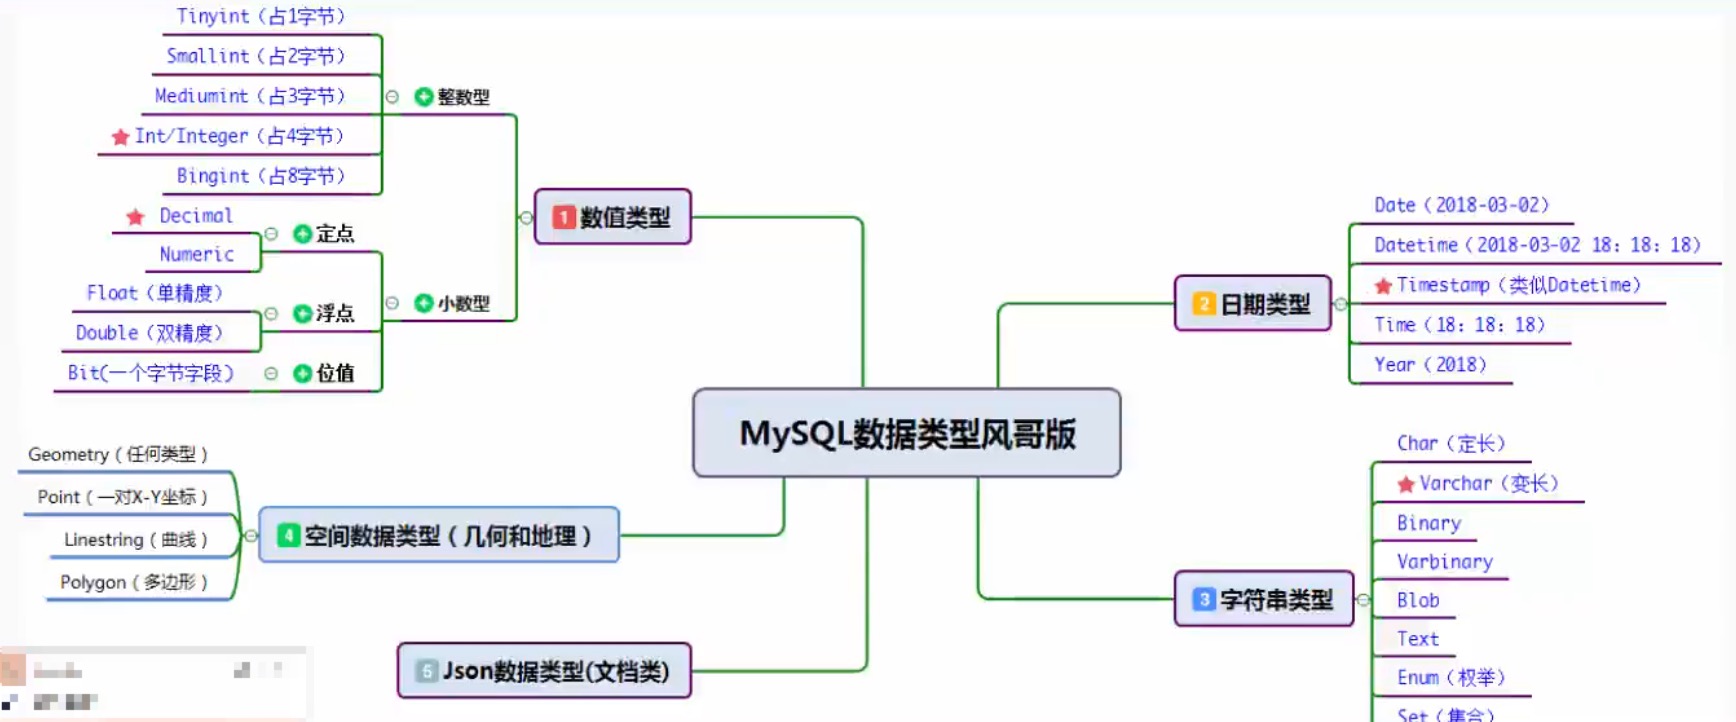 MySQL数据类型风哥版
1 数值类型
整数型
Tinyint（占1字节）
Smallint（占2字节）
Mediumint（占3字节）
Int/Integer（占4字节）
Bingint（占8字节）
小数型
定点
Decimal
Numeric
浮点
Float（单精度）
Double（双精度）
位值
Bit(一个字节字段）
2 日期类型
Date（2018-03-02）
Datetime（2018-03-02 18：18：18）
Timestamp（类似Datetime）
Time（18：18：18）
Year（2018）
3 字符串类型
Char（定长）
Varchar（变长）
Binary
Varbinary
Blob
Text
Enum（权举）
Set（集合）
4 空间数据类型（几何和地理）
Geometry（任何类型）
Point（一对X-Y坐标）
Linestring（曲线）
Polygon（多边形）
5 Json数据类型(文档类)